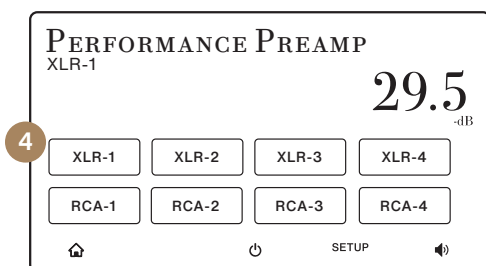 PERFORMANCE PREAMP
XLR-1
29.5
-dB
4
XLR-1 XLR-2 XLR-3 XLR-4
RCA-1 RCA-2 RCA-3 RCA-4
SETUP